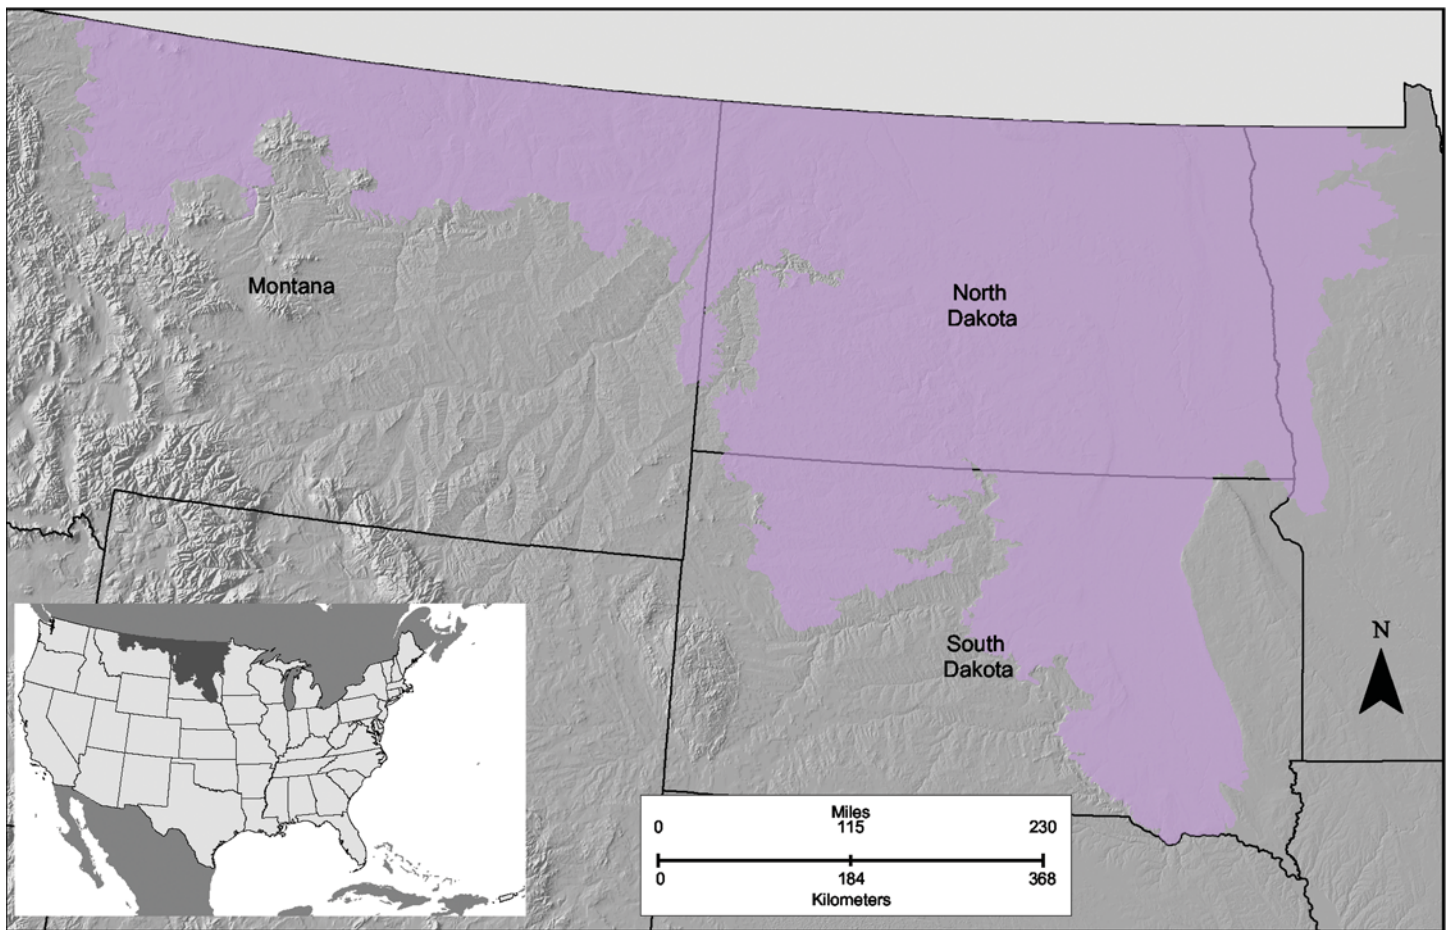 Montana
North
Dakota
South
Dakota
N
Miles
0 115 230
0 184 368
Kilometers